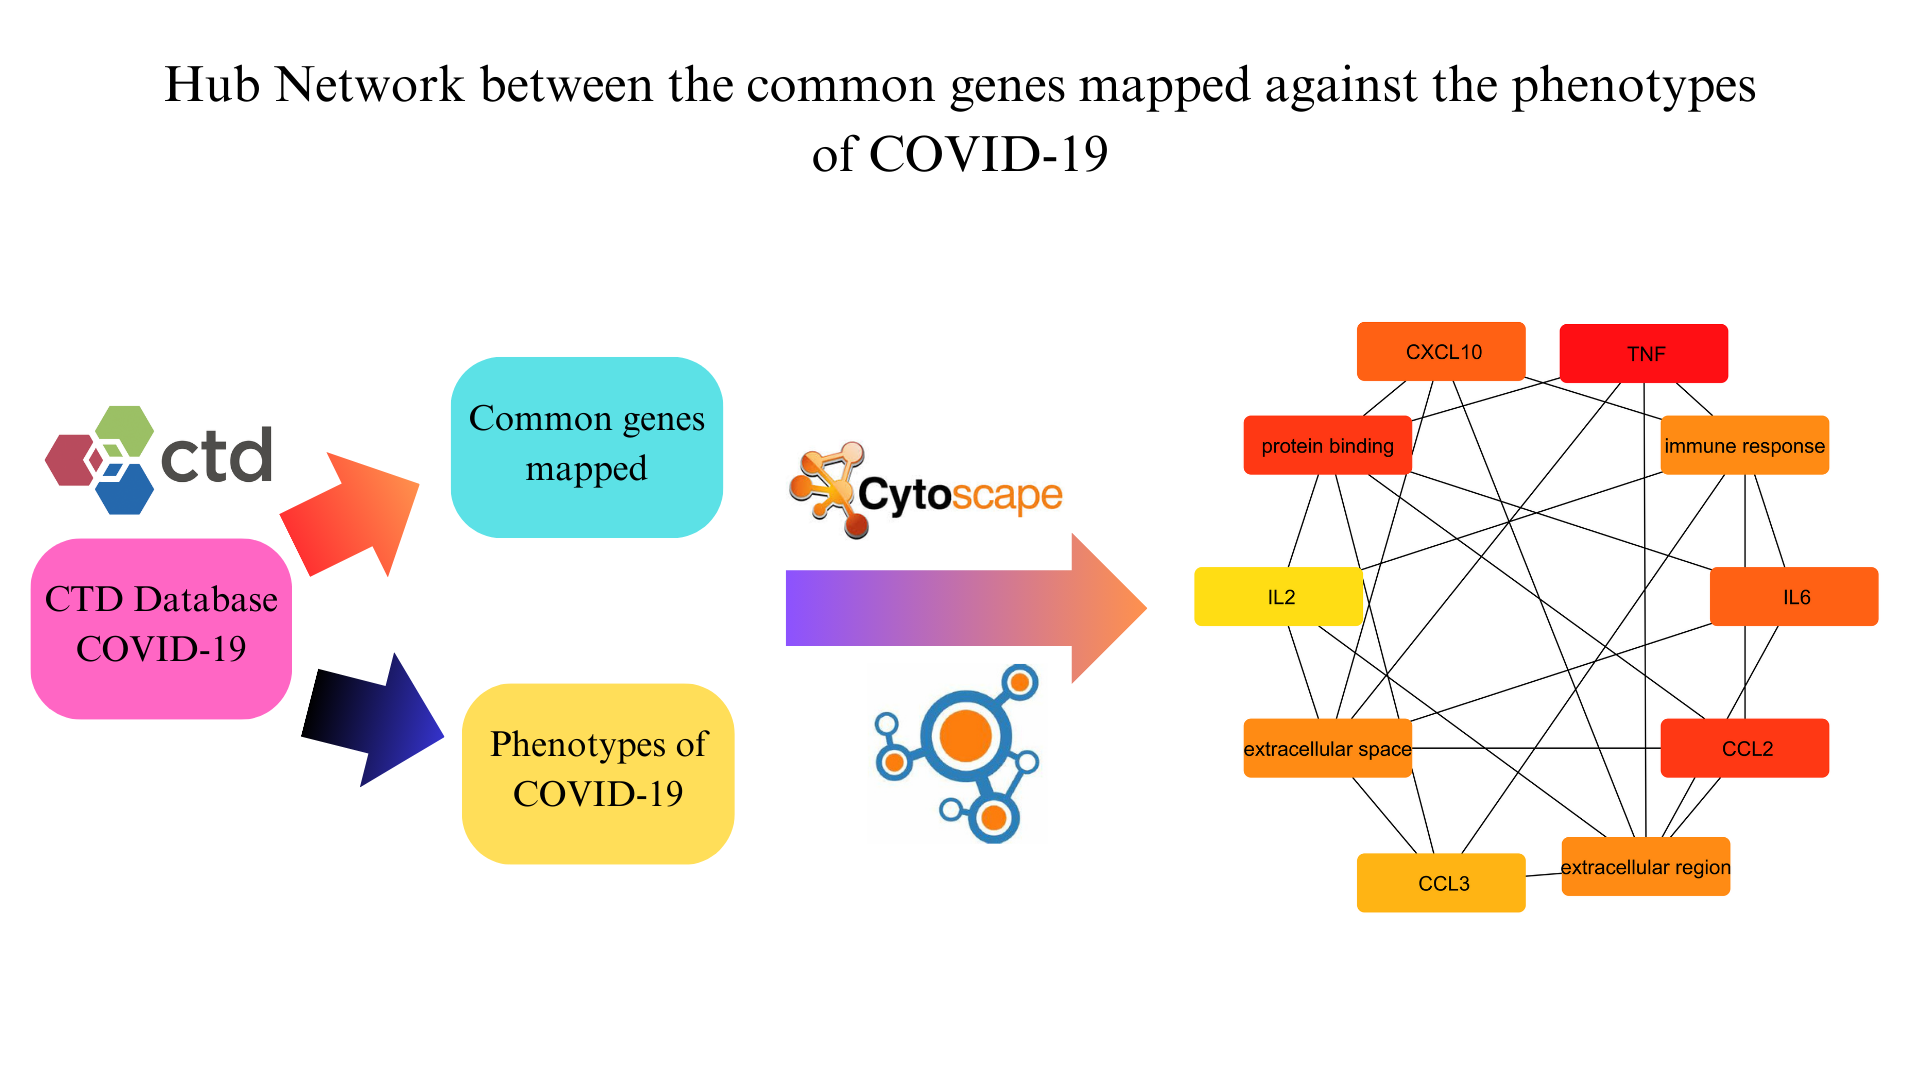 Hub Network between the common genes mapped against the phenotypes
of COVID-19
ctd
CTD Database
COVID-19
Common genes
mapped
Phenotypes of
COVID-19
Cytoscape
CXCL10
TNF
protein binding
immune response
IL2
IL6
extracellular space
CCL2
CCL3
extracellular region